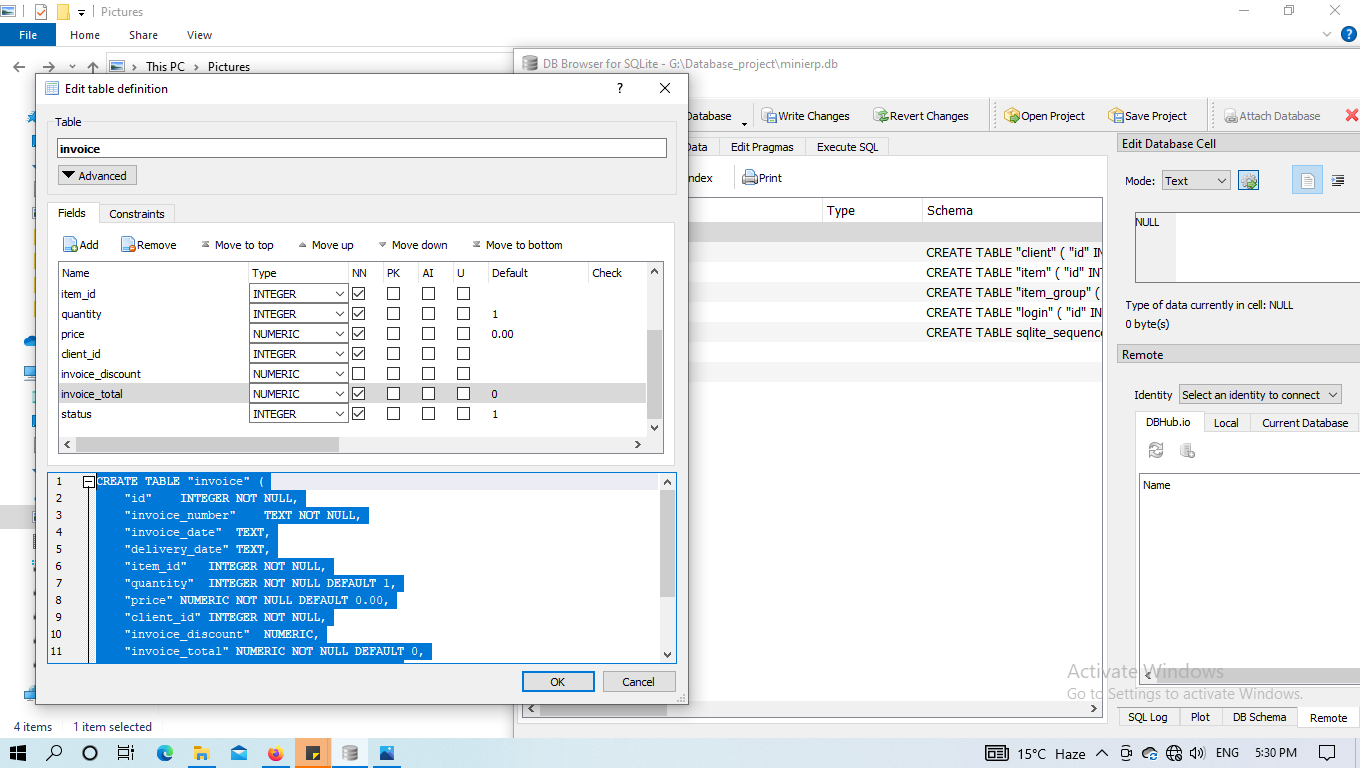 Pictures
File Home Share View
This PC Pictures
DB Browser for SQLite - G:\Database_project\minierp.db
Edit table definition ? ×
Database Write Changes Revert Changes Open Project Save Project Attach Database
Table
invoice
Data Edit Pragmas Execute SQL
Edit Database Cell
Advanced
ndex Print
Mode: Text
Fields Constraints
Type Schema
NULL
Add Remove Move to top Move up Move down Move to bottom
CREATE TABLE "client" ( "id" IN
Name Type NN PK AI U Default Check
CREATE TABLE "item" ( "id" INT
item_id INTEGER
CREATE TABLE "item_group" (
quantity INTEGER 1
CREATE TABLE "login" ( "id" IN
Type of data currently in cell: NULL
price NUMERIC 0.00
CREATE TABLE sqlite_sequence
0 byte(s)
client_id INTEGER
Remote
invoice_discount NUMERIC
invoice_total NUMERIC 0
Identity Select an identity to connect
status INTEGER 1
DBHub.io Local Current Database
Name
1 CREATE TABLE "invoice" (
2 "id" INTEGER NOT NULL,
3 "invoice_number" TEXT NOT NULL,
4 "invoice_date" TEXT,
5 "delivery_date" TEXT,
6 "item_id" INTEGER NOT NULL,
7 "quantity" INTEGER NOT NULL DEFAULT 1,
8 "price" NUMERIC NOT NULL DEFAULT 0.00,
9 "client_id" INTEGER NOT NULL,
10 "invoice_discount" NUMERIC,
11 "invoice_total" NUMERIC NOT NULL DEFAULT 0,
OK Cancel
Activate Windows
Go to Settings to activate Windows.
4 items 1 item selected
SQL Log Plot DB Schema Remote
15°C Haze ENG 5:30 PM